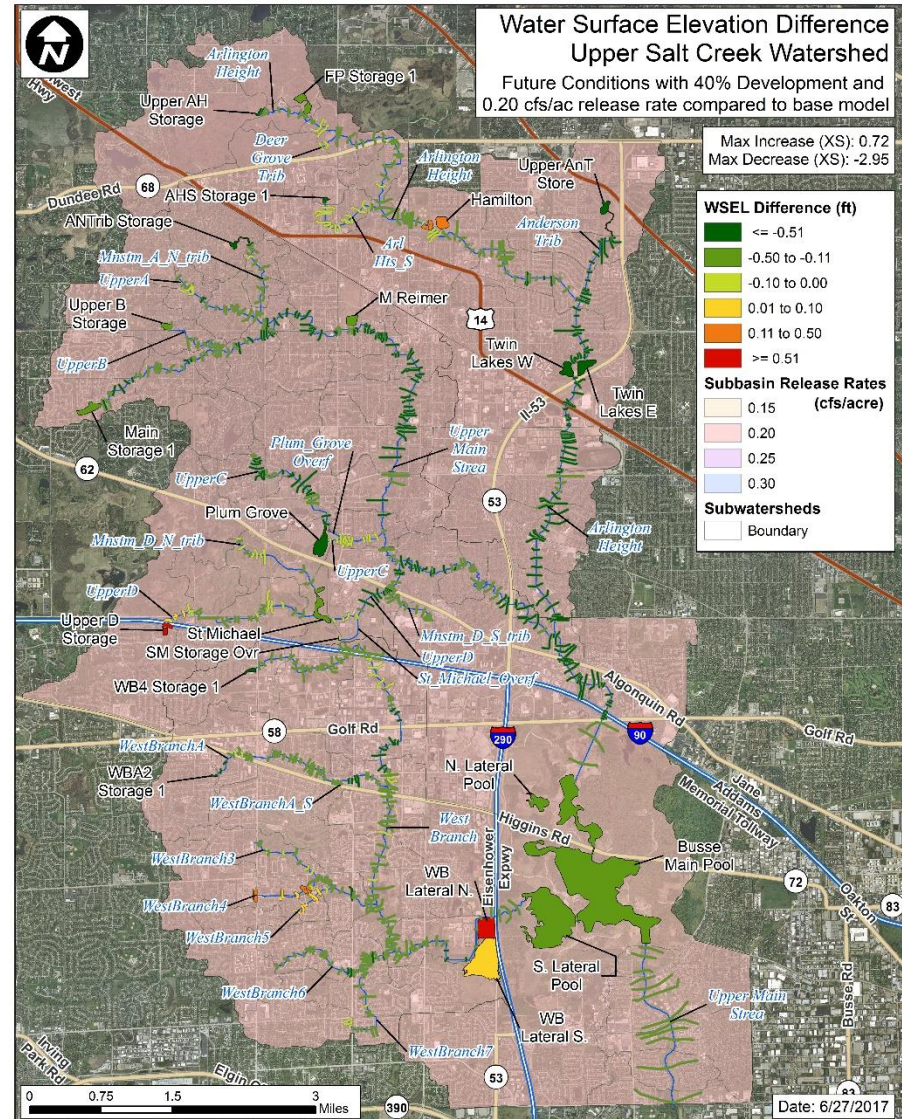 N
Water Surface Elevation Difference
Upper Salt Creek Watershed
Future Conditions with 40% Development and
0.20 cfs/ac release rate compared to base model
Max Increase (XS): 0.72
Max Decrease (XS): -2.95
WSEL Difference (ft)
<= -0.51
-0.50 to -0.11
-0.10 to 0.00
0.01 to 0.10
0.11 to 0.50
>= 0.51
Subbasin Release Rates
(cfs/acre)
0.15
0.20
0.25
0.30
Subwatersheds
Boundary
Hwy
Arlington
Height
FP Storage 1
Upper AH
Storage
Deer
Grove
Trib
Dundee Rd
68
AHS Storage 1
Arlington
Height
Hamilton
Upper AnT
Store
ANTrib Storage
Anderson
Trib
Arl
Hts_S
Mnstm_A_N_trib
UpperA
Upper B
Storage
M Reimer
14
UpperB
Twin
Lakes W
Twin
Lakes E
Il-53
Main
Storage 1
62
Plum_Grove
Overf
Upper
Main
Strea
UpperC
53
Plum Grove
Arlington
Height
Mnstm_D_N_trib
UpperC
UpperD
Upper D
Storage
St Michael
SM Storage Ovr
Mnstm_D_S_trib
UpperD
St_Michael_Overf
WB4 Storage 1
Algonquin Rd
58
Golf Rd
290
90
Golf Rd
WestBranchA
WBA2
Storage 1
N. Lateral
Pool
Jane
Addams
Memorial Tollway
WestBranchA_S
West
Branch
Higgins Rd
Busse
Main Pool
WestBranch3
WB
Lateral N.
Eisenhower
Expwy
72
83
Oakton
St
WestBranch4
WestBranch5
S. Lateral
Pool
WestBranch6
WB
Lateral S.
Upper Main
Strea
Busse Rd
WestBranch7
Irving
Park Rd
Elgin
53
83
390
0 0.75 1.5 3
Miles
Date: 6/27/2017